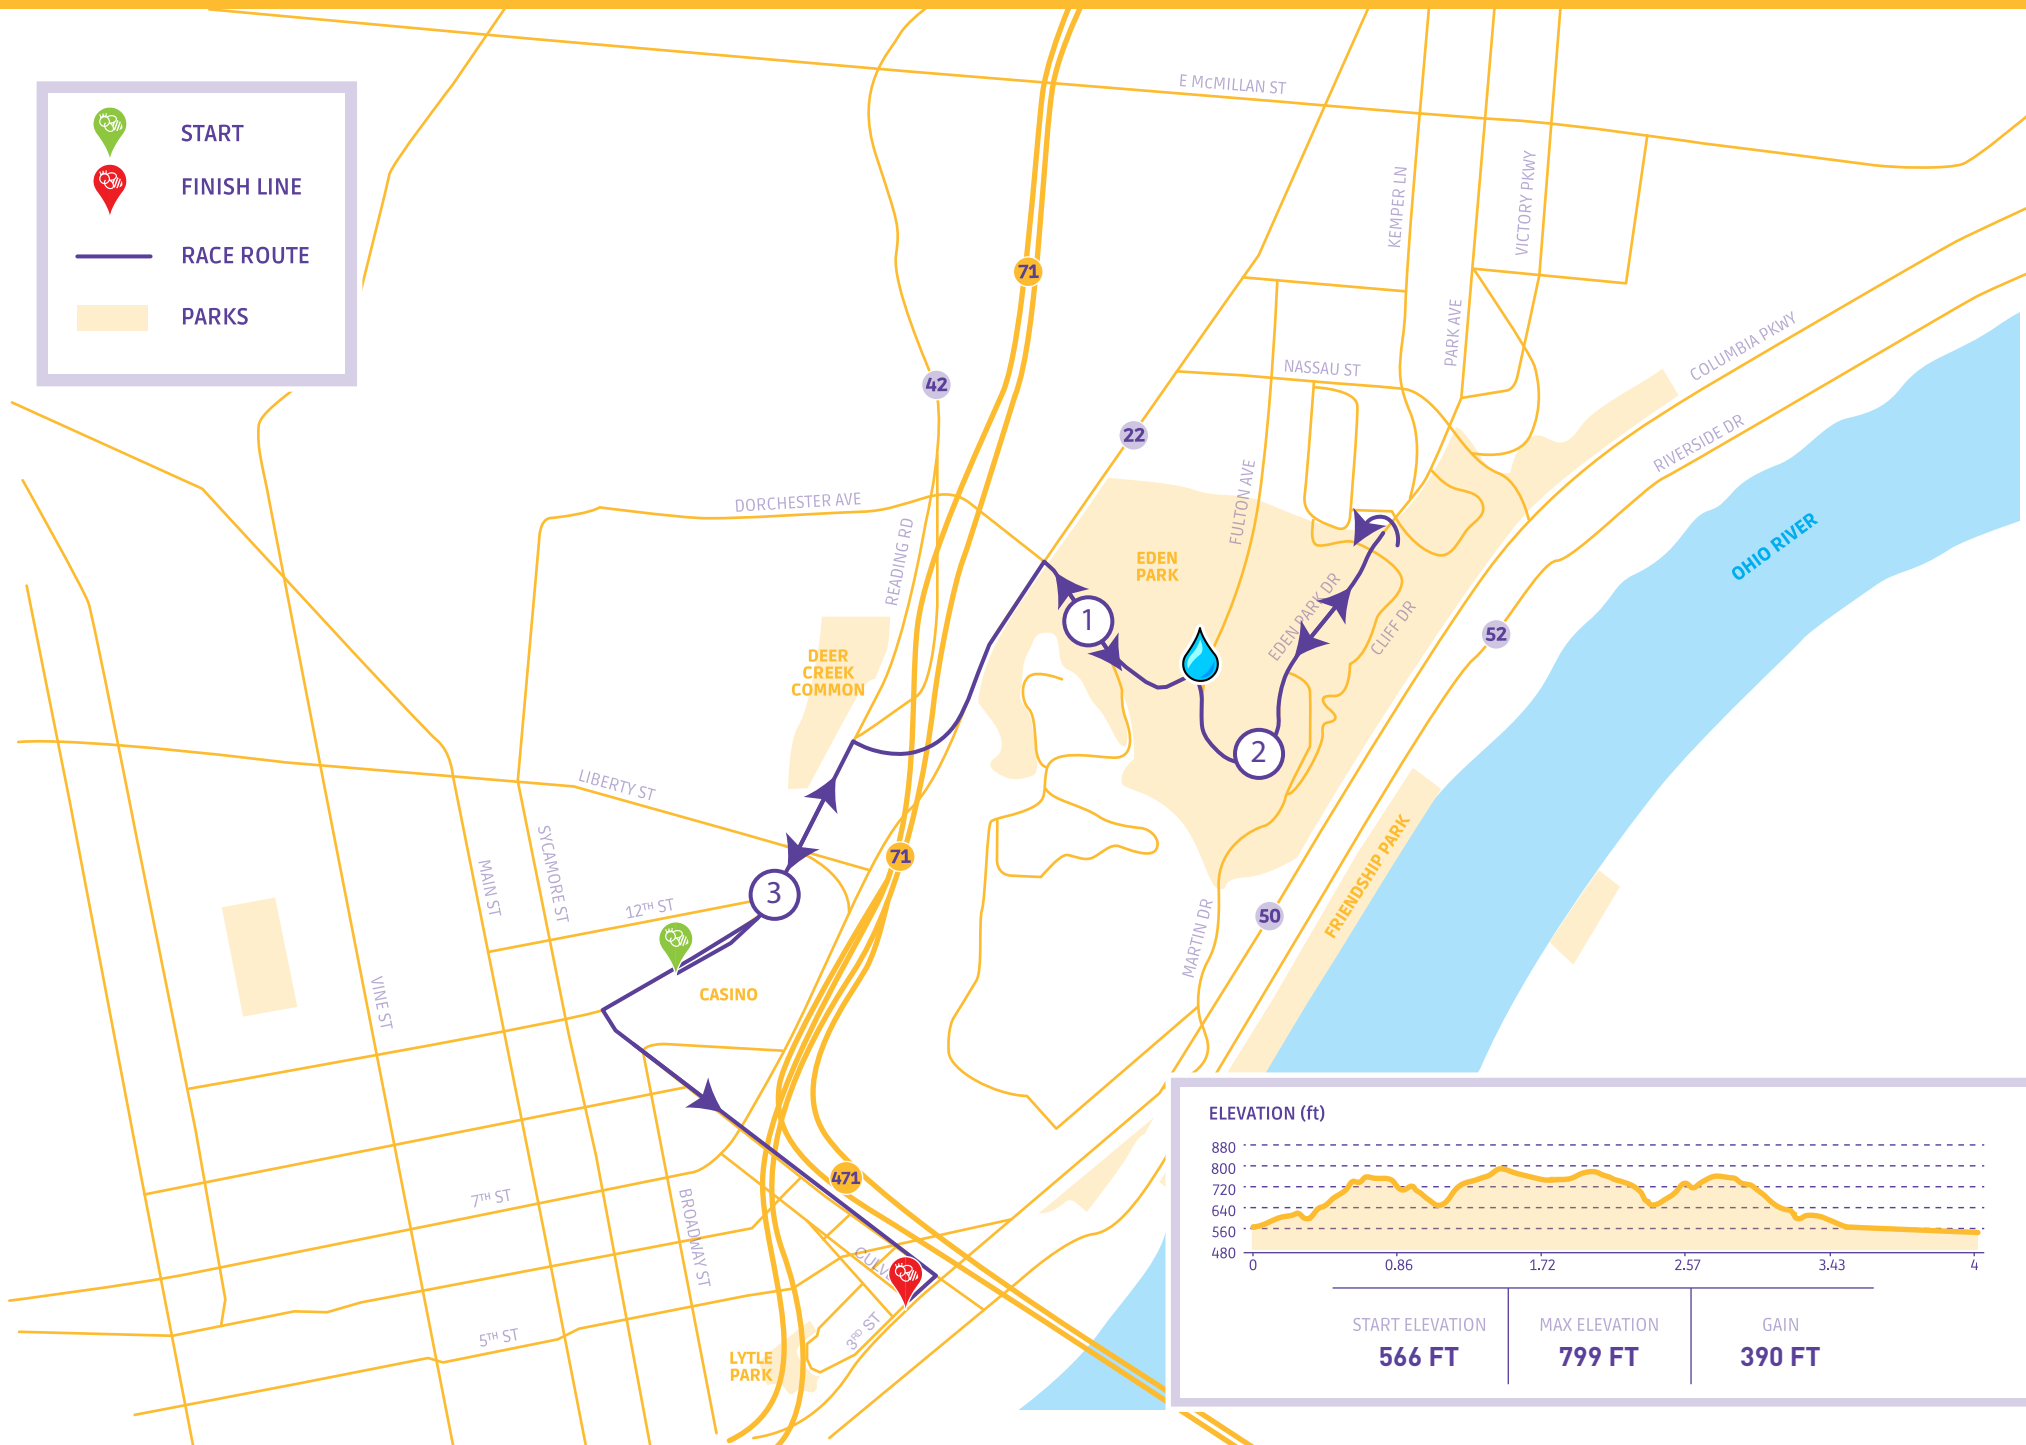 START
FINISH LINE
RACE ROUTE
PARKS
E McMILLAN ST
KEMPER LN
VICTORY PKWY
71
PARK AVE
COLUMBIA PKWY
NASSAU ST
42
22
RIVERSIDE DR
DORCHESTER AVE
FULTON AVE
READING RD
EDEN
PARK
OHIO RIVER
1
EDEN PARK DR
CLIFF DR
52
DEER
CREEK
COMMON
2
LIBERTY ST
SYCAMORE ST
MAIN ST
71
3
12TH ST
FRIENDSHIP PARK
50
MARTIN DR
VINE ST
CASINO
471
7TH ST
BROADWAY ST
3RD ST
5TH ST
LYTLE
PARK
ELEVATION (ft)
880
800
720
640
560
480
0 0.86 1.72 2.57 3.43 4
START ELEVATION
566 FT
MAX ELEVATION
799 FT
GAIN
390 FT